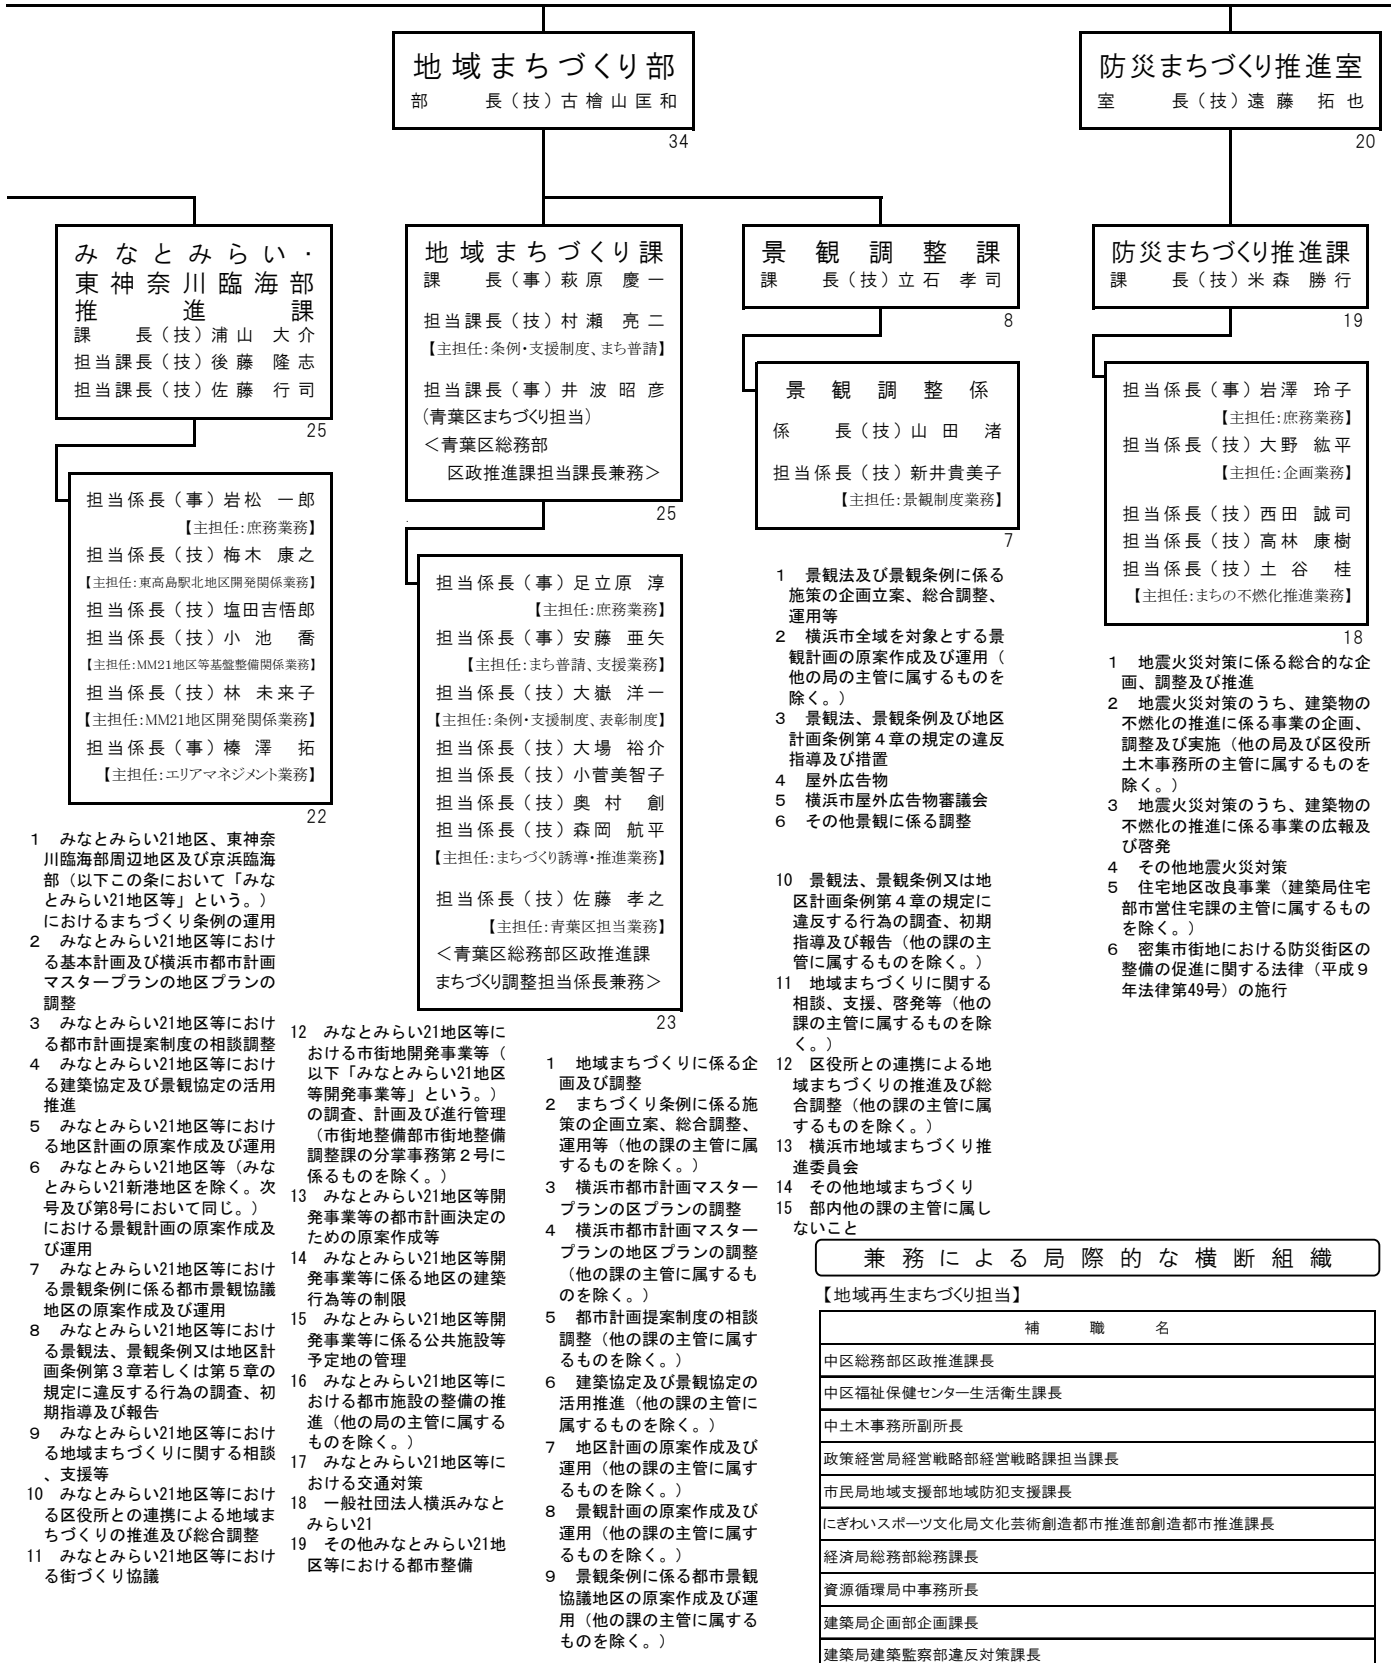 地域まちづくり部
部　　長（技）古檜山匡和
34
防災まちづくり推進室
室　　長（技）遠藤　拓也
20
みなとみらい・
東神奈川臨海部
推進課
課　　長（技）浦山　大介
担当課長（技）後藤　隆志
担当課長（技）佐藤　行司
25
担当係長（事）岩松　一郎
【主担任：庶務業務】
担当係長（技）梅木　康之
【主担任：東高島駅北地区開発関係業務】
担当係長（技）塩田吉悟郎
担当係長（技）小池　喬
【主担任：MM21地区等基盤整備関係業務】
担当係長（技）林　未来子
【主担任：MM21地区開発関係業務】
担当係長（事）榛澤　拓
【主担任：エリアマネジメント業務】
22
1　みなとみらい21地区、東神奈
川臨海部周辺地区及び京浜臨海
部（以下この条において「みな
とみらい21地区等」という。）
におけるまちづくり条例の運用
2　みなとみらい21地区等におけ
る基本計画及び横浜市都市計画
マスタープランの地区プランの
調整
3　みなとみらい21地区等におけ
る都市計画提案制度の相談調整
4　みなとみらい21地区等におけ
る建築協定及び景観協定の活用
推進
5　みなとみらい21地区等におけ
る地区計画の原案作成及び運用
6　みなとみらい21地区等（みな
とみらい21新港地区を除く。次
号及び第8号において同じ。）
における景観計画の原案作成及
び運用
7　みなとみらい21地区等におけ
る景観条例に係る都市景観協議
地区の原案作成及び運用
8　みなとみらい21地区等におけ
る景観法、景観条例又は地区計
画条例第３章若しくは第５章の
規定に違反する行為の調査、初
期指導及び報告
9　みなとみらい21地区等におけ
る地域まちづくりに関する相談
、支援等
10　みなとみらい21地区等におけ
る区役所との連携による地域ま
ちづくりの推進及び総合調整
11　みなとみらい21地区等におけ
る街づくり協議
12　みなとみらい21地区等に
おける市街地開発事業等（
以下「みなとみらい21地区
等開発事業等」という。）
の調査、計画及び進行管理
（市街地整備部市街地整備
調整課の分掌事務第２号に
係るものを除く。）
13　みなとみらい21地区等開
発事業等の都市計画決定の
ための原案作成等
14　みなとみらい21地区等開
発事業等に係る地区の建築
行為等の制限
15　みなとみらい21地区等開
発事業等に係る公共施設等
予定地の管理
16　みなとみらい21地区等に
おける都市施設の整備の推
進（他の局の主管に属する
ものを除く。）
17　みなとみらい21地区等に
おける交通対策
18　一般社団法人横浜みなと
みらい21
19　その他みなとみらい21地
区等における都市整備
地域まちづくり課
課　　長（事）萩原　慶一
担当課長（技）村瀬　亮二
【主担任：条例・支援制度、まち普請】
担当課長（事）井波昭彦
（青葉区まちづくり担当）
＜青葉区総務部
区政推進課担当課長兼務＞
25
担当係長（事）足立原　淳
【主担任：庶務業務】
担当係長（事）安藤　亜矢
【主担任：まち普請、支援業務】
担当係長（技）大嶽　洋一
【主担任：条例・支援制度、表彰制度】
担当係長（技）大場　裕介
担当係長（技）小菅美智子
担当係長（技）奥村　創
担当係長（技）森岡　航平
【主担任：まちづくり誘導・推進業務】
担当係長（技）佐藤　孝之
【主担任：青葉区担当業務】
＜青葉区総務部区政推進課
まちづくり調整担当係長兼務＞
23
1　地域まちづくりに係る企
画及び調整
2　まちづくり条例に係る施
策の企画立案、総合調整、
運用等（他の課の主管に属
するものを除く。）
3　横浜市都市計画マスター
プランの区プランの調整
4　横浜市都市計画マスター
プランの地区プランの調整
（他の課の主管に属するも
のを除く。）
5　都市計画提案制度の相談
調整（他の課の主管に属す
るものを除く。）
6　建築協定及び景観協定の
活用推進（他の課の主管に
属するものを除く。）
7　地区計画の原案作成及び
運用（他の課の主管に属す
るものを除く。）
8　景観計画の原案作成及び
運用（他の課の主管に属す
るものを除く。）
9　景観条例に係る都市景観
協議地区の原案作成及び運
用（他の課の主管に属する
ものを除く。）
景観調整課
課　　長（技）立石　孝司
8
景観調整係
係　　長（技）山田　渚
担当係長（技）新井貴美子
【主担任：景観制度業務】
7
1　景観法及び景観条例に係る
施策の企画立案、総合調整、
運用等
2　横浜市全域を対象とする景
観計画の原案作成及び運用（
他の局の主管に属するものを
除く。）
3　景観法、景観条例及び地区
計画条例第４章の規定の違反
指導及び措置
4　屋外広告物
5　横浜市屋外広告物審議会
6　その他景観に係る調整
10　景観法、景観条例又は地
区計画条例第４章の規定に
違反する行為の調査、初期
指導及び報告（他の課の主
管に属するものを除く。）
11　地域まちづくりに関する
相談、支援、啓発等（他の
課の主管に属するものを除
く。）
12　区役所との連携による地
域まちづくりの推進及び総
合調整（他の課の主管に属
するものを除く。）
13　横浜市地域まちづくり推
進委員会
14　その他地域まちづくり
15　部内他の課の主管に属し
ないこと
防災まちづくり推進課
課　　長（技）米森　勝行
19
担当係長（事）岩澤　玲子
【主担任：庶務業務】
担当係長（技）大野　紘平
【主担任：企画業務】
担当係長（技）西田　誠司
担当係長（技）高林　康樹
担当係長（技）土谷　桂
【主担任：まちの不燃化推進業務】
18
1　地震火災対策に係る総合的な企
画、調整及び推進
2　地震火災対策のうち、建築物の
不燃化の推進に係る事業の企画、
調整及び実施（他の局及び区役所
土木事務所の主管に属するものを
除く。）
3　地震火災対策のうち、建築物の
不燃化の推進に係る事業の広報及
び啓発
4　その他地震火災対策
5　住宅地区改良事業（建築局住宅
部市営住宅課の主管に属するもの
を除く。）
6　密集市街地における防災街区の
整備の促進に関する法律（平成９
年法律第49号）の施行
兼務による局際的な横断組織
【地域再生まちづくり担当】
補　職　名
中区総務部区政推進課長
中区福祉保健センター生活衛生課長
中土木事務所副所長
政策経営局経営戦略部経営戦略課担当課長
市民局地域支援部地域防犯支援課長
にぎわいスポーツ文化局文化芸術創造都市推進部創造都市推進課長
経済局総務部総務課長
資源循環局中事務所長
建築局企画部企画課長
建築局建築監察部違反対策課長